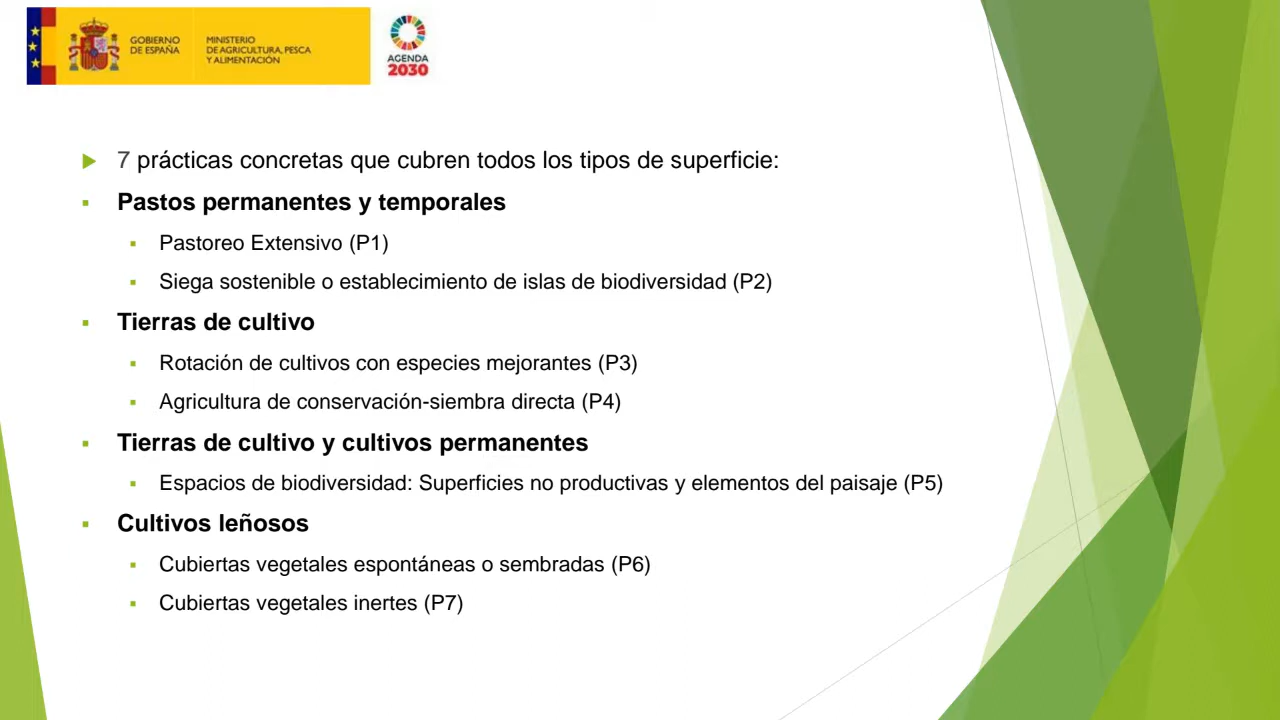 GOBIERNO
DE ESPAÑA
MINISTERIO
DE AGRICULTURA, PESCA
Y ALIMENTACIÓN
AGENDA
2030
7 prácticas concretas que cubren todos los tipos de superficie:
Pastos permanentes y temporales
Pastoreo Extensivo (P1)
Siega sostenible o establecimiento de islas de biodiversidad (P2)
Tierras de cultivo
Rotación de cultivos con especies mejorantes (P3)
Agricultura de conservación-siembra directa (P4)
Tierras de cultivo y cultivos permanentes
Espacios de biodiversidad: Superficies no productivas y elementos del paisaje (P5)
Cultivos leñosos
Cubiertas vegetales espontáneas o sembradas (P6)
Cubiertas vegetales inertes (P7)